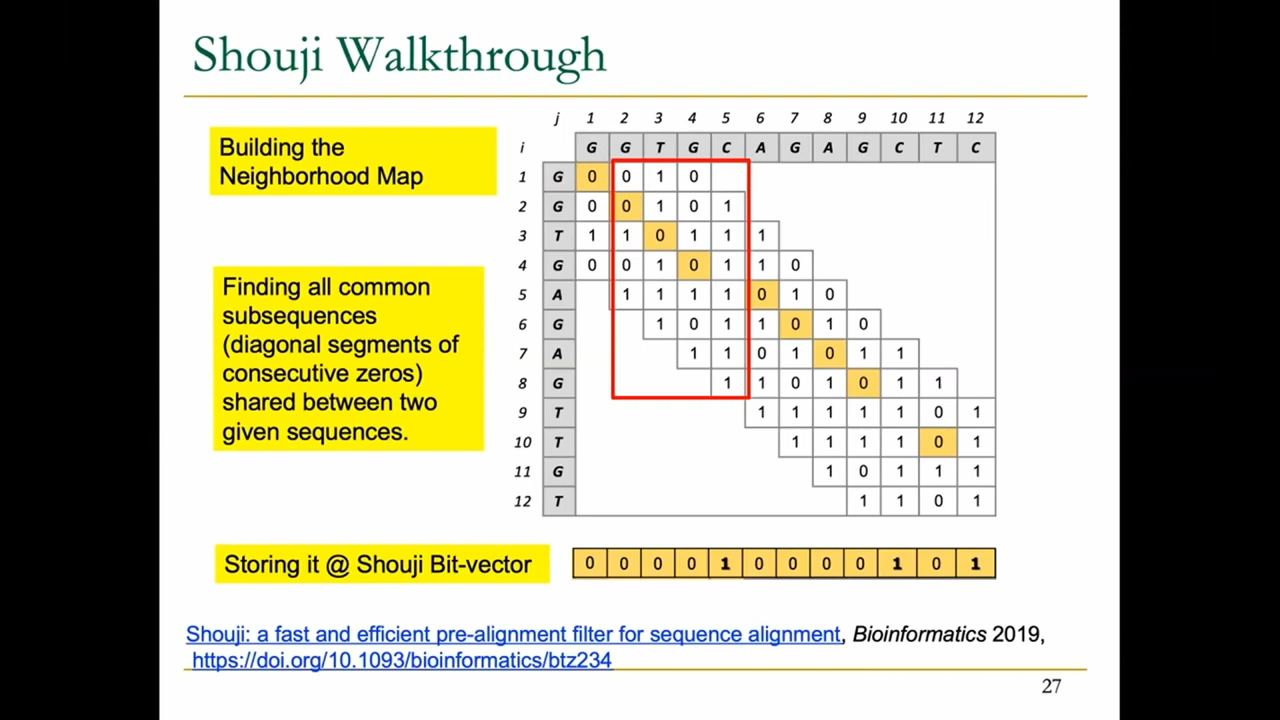 Shouji Walkthrough
Building the
Neighborhood Map
Finding all common
subsequences
(diagonal segments of
consecutive zeros)
shared between two
given sequences.
j 1 2 3 4 5 6 7 8 9 10 11 12
i G G T G C A G A G C T C
1 G 0 0 1 0
2 G 0 0 1 0 1
3 T 1 1 0 1 1 1
4 G 0 0 1 0 1 1 0
5 A 1 1 1 1 0 1 0
6 G 1 0 1 1 0 1 0
7 A 1 1 0 1 0 1 1
8 G 1 1 0 1 0 1 1
9 T 1 1 1 1 1 0 1
10 T 1 1 1 1 0 1
11 G 1 0 1 1 1
12 T 1 1 0 1
Storing it @ Shouji Bit-vector
0 0 0 0 1 0 0 0 0 1 0 1
Shouji: a fast and efficient pre-alignment filter for sequence alignment, Bioinformatics 2019,
https://doi.org/10.1093/bioinformatics/btz234
27